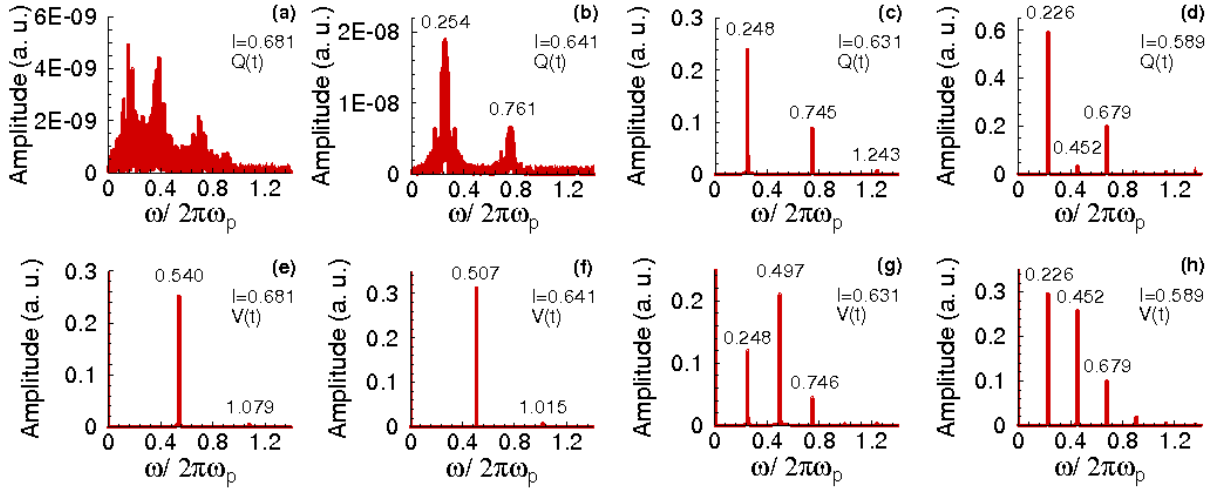 (a)
6E-09
4E-09
2E-09
0
Amplitude (a. u.)
I=0.681
Q(t)
0 0.4 0.8 1.2
ω/ 2πωp
(b)
2E-08
1E-08
0
Amplitude (a. u.)
0.254
0.761
I=0.641
Q(t)
0 0.4 0.8 1.2
ω/ 2πωp
(c)
0.3
0.2
0.1
0
Amplitude (a. u.)
0.248
0.745
1.243
I=0.631
Q(t)
0 0.4 0.8 1.2
ω/ 2πωp
(d)
0.6
0.4
0.2
0
Amplitude (a. u.)
0.226
0.452
0.679
I=0.589
Q(t)
0 0.4 0.8 1.2
ω/ 2πωp
(e)
0.3
0.2
0.1
0
Amplitude (a. u.)
0.540
1.079
I=0.681
V(t)
0 0.4 0.8 1.2
ω/ 2πωp
(f)
0.3
0.2
0.1
0
Amplitude (a. u.)
0.507
1.015
I=0.641
V(t)
0 0.4 0.8 1.2
ω/ 2πωp
(g)
0.2
0.1
0
Amplitude (a. u.)
0.248
0.497
0.746
I=0.631
V(t)
0 0.4 0.8 1.2
ω/ 2πωp
(h)
0.3
0.2
0.1
0
Amplitude (a. u.)
0.226
0.452
0.679
I=0.589
V(t)
0 0.4 0.8 1.2
ω/ 2πωp